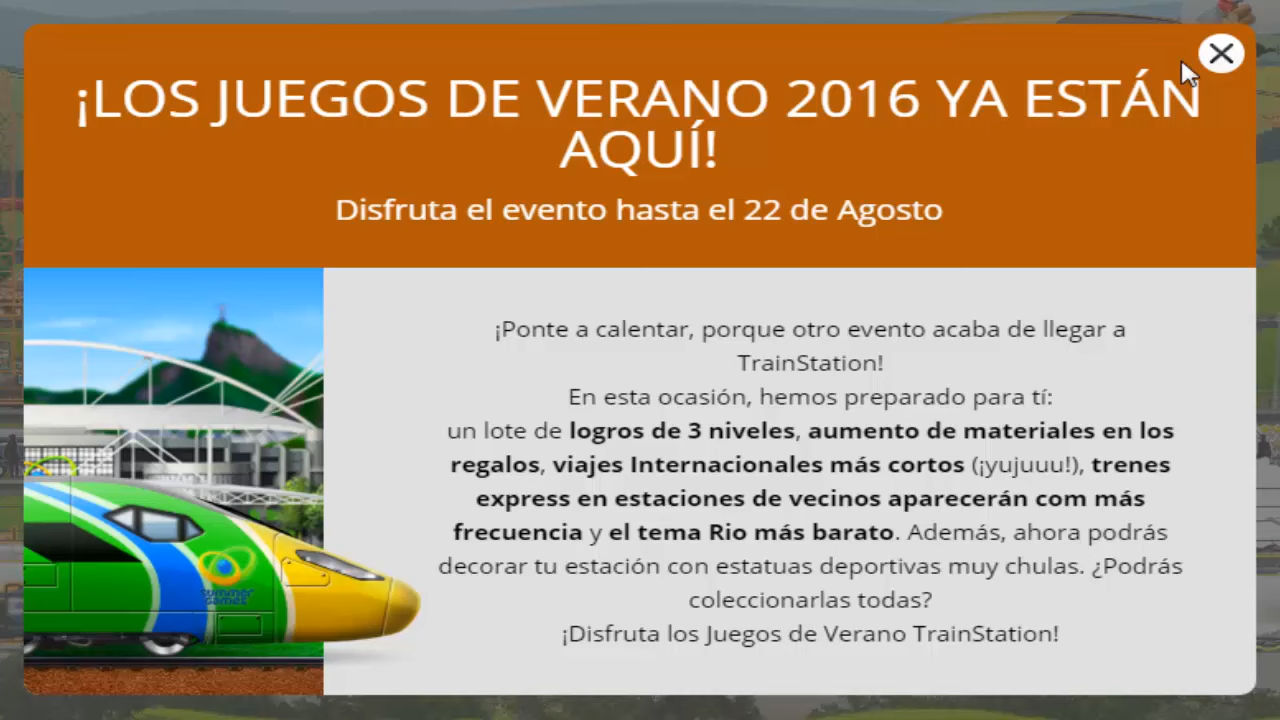 ¡LOS JUEGOS DE VERANO 2016 YA ESTÁN
AQUÍ!
Disfruta el evento hasta el 22 de Agosto
¡Ponte a calentar, porque otro evento acaba de llegar a
TrainStation!
En esta ocasión, hemos preparado para tí:
un lote de logros de 3 niveles, aumento de materiales en los
regalos, viajes Internacionales más cortos (¡yujuuu!), trenes
express en estaciones de vecinos aparecerán com más
frecuencia y el tema Rio más barato. Además, ahora podrás
decorar tu estación con estatuas deportivas muy chulas. ¿Podrás
coleccionarlas todas?
¡Disfruta los Juegos de Verano TrainStation!
summer
games